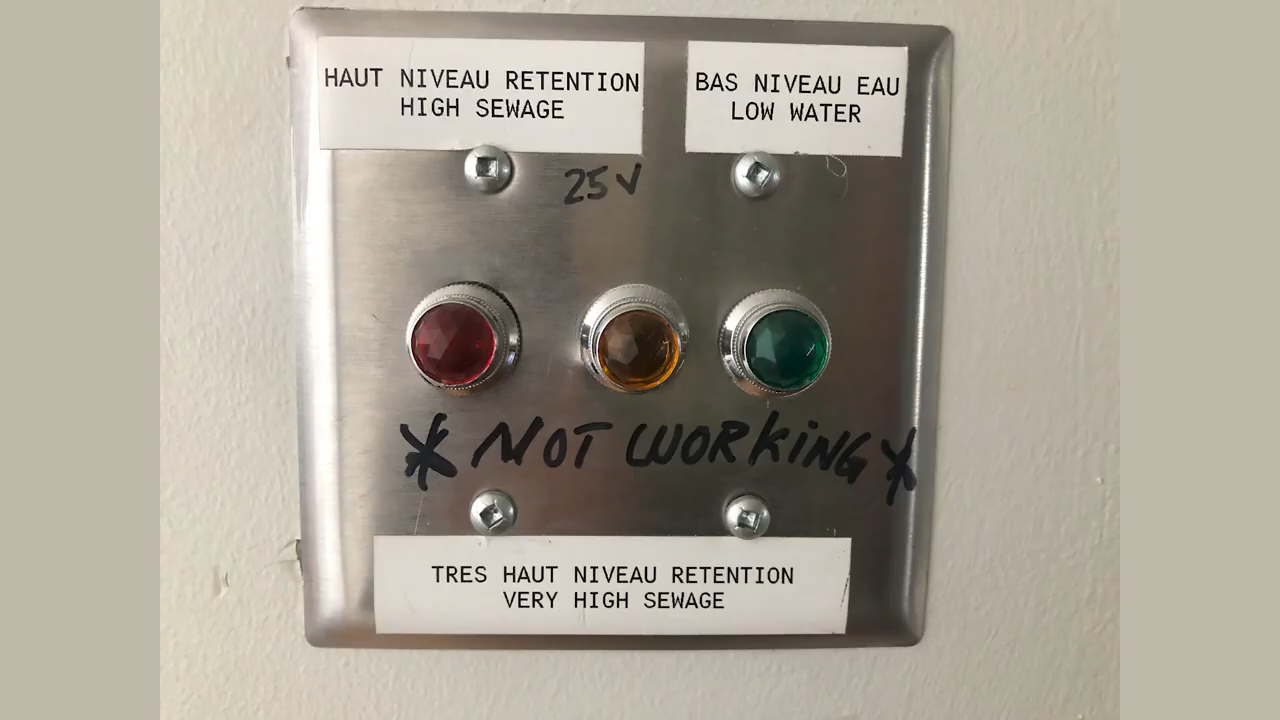 HAUT NIVEAU RETENTION
HIGH SEWAGE
BAS NIVEAU EAU
LOW WATER
25V
* NOT WORKING *
TRES HAUT NIVEAU RETENTION
VERY HIGH SEWAGE